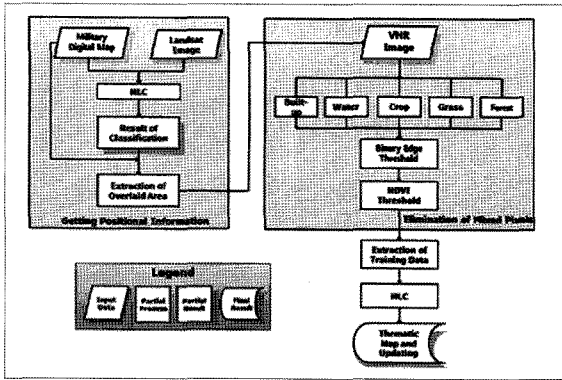 Military
Digital Map
Landsat
Image
MLC
Result of
Classification
Extraction of
Overlaid Area
Getting Positional Information
VHR
Image
Built-
up
Water
Crop
Grass
Forest
Binary Edge
Threshold
NDVI
Threshold
Elimination of Mixed Pixels
Extraction of
Training Data
MLC
Thematic
Map and
Updating
Legend
Input
Data
Partial
Process
Partial
Result
Final
Result